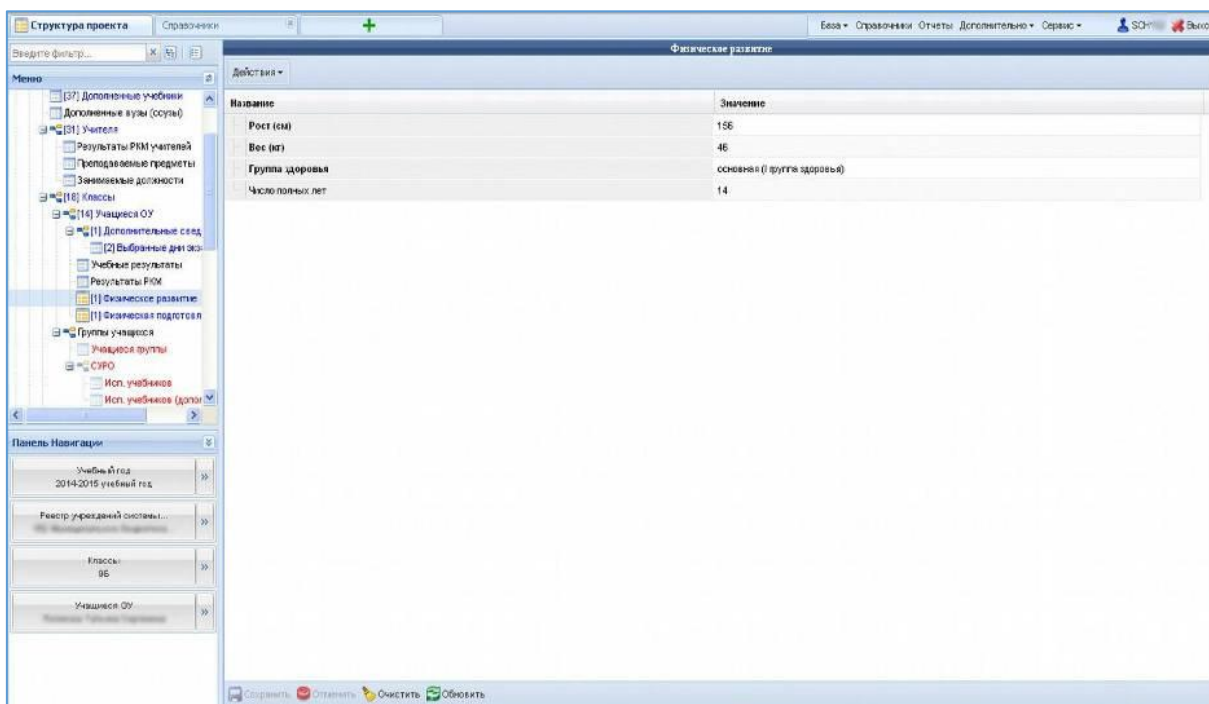 Структура проекта
Справочники
База Справочники Отчеты Дополнительно Сервис
SCH
Выхо
Введите фильтр...
Физическое развитие
Меню
Действия
[37] Дополненные учебники
Дополненные вузы (ссузы)
[31] Учителя
Результаты РКМ учителей
Преподаваемые предметы
Занимаемые должности
[18] Классы
[14] Учащиеся ОУ
[1] Дополнительные свед
[2] Выбранные дни экз
Учебные результаты
Результаты РКМ
[1] Физическое развитие
[1] Физическая подготовл
Группы учащихся
Учащиеся группы
СУРО
Исп. учебников
Исп. учебников (допол
Название Значение
Рост (см) 156
Вес (кг) 46
Группа здоровья основная (I группа здоровья)
Число полных лет 14
Панель Навигации
Учебный год
2014-2015 учебный год
Реестр учреждений системы...
Классы
9Б
Учащиеся ОУ
Сохранить Отменить Очистить Обновить